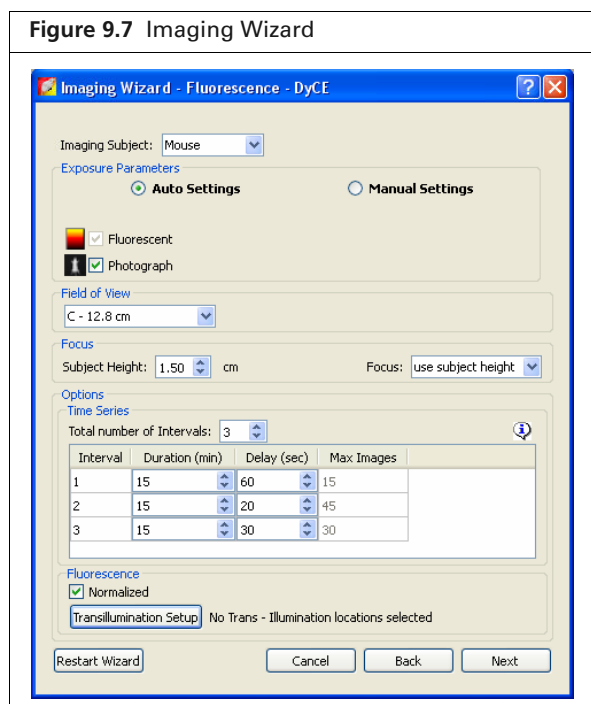 Figure 9.7 Imaging Wizard
Imaging Wizard - Fluorescence - DyCE
Imaging Subject: Mouse
Exposure Parameters
Auto Settings Manual Settings
Fluorescent
Photograph
Field of View
C - 12.8 cm
Focus
Subject Height: 1.50 cm Focus: use subject height
Options
Time Series
Total number of Intervals: 3
Interval Duration (min) Delay (sec) Max Images
1 15 60 15
2 15 20 45
3 15 30 30
Fluorescence
Normalized
Transillumination Setup No Trans - Illumination locations selected
Restart Wizard Cancel Back Next